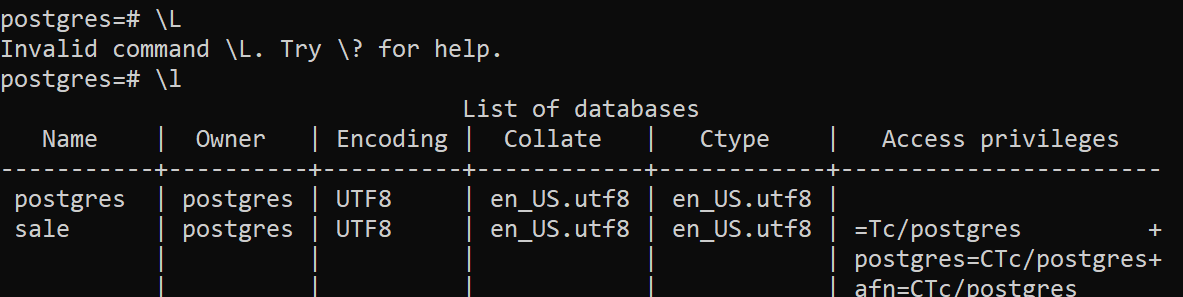 postgres=# \L
Invalid command \L. Try \? for help.
postgres=# \l
                              List of databases
   Name    |  Owner   | Encoding |  Collate   |   Ctype    |   Access privileges
-----------+----------+----------+------------+------------+-----------------------
 postgres  | postgres | UTF8     | en_US.utf8 | en_US.utf8 |
 sale      | postgres | UTF8     | en_US.utf8 | en_US.utf8 | =Tc/postgres         +
           |          |          |            |            | postgres=CTc/postgres+
           |          |          |            |            | afn=CTc/postgres